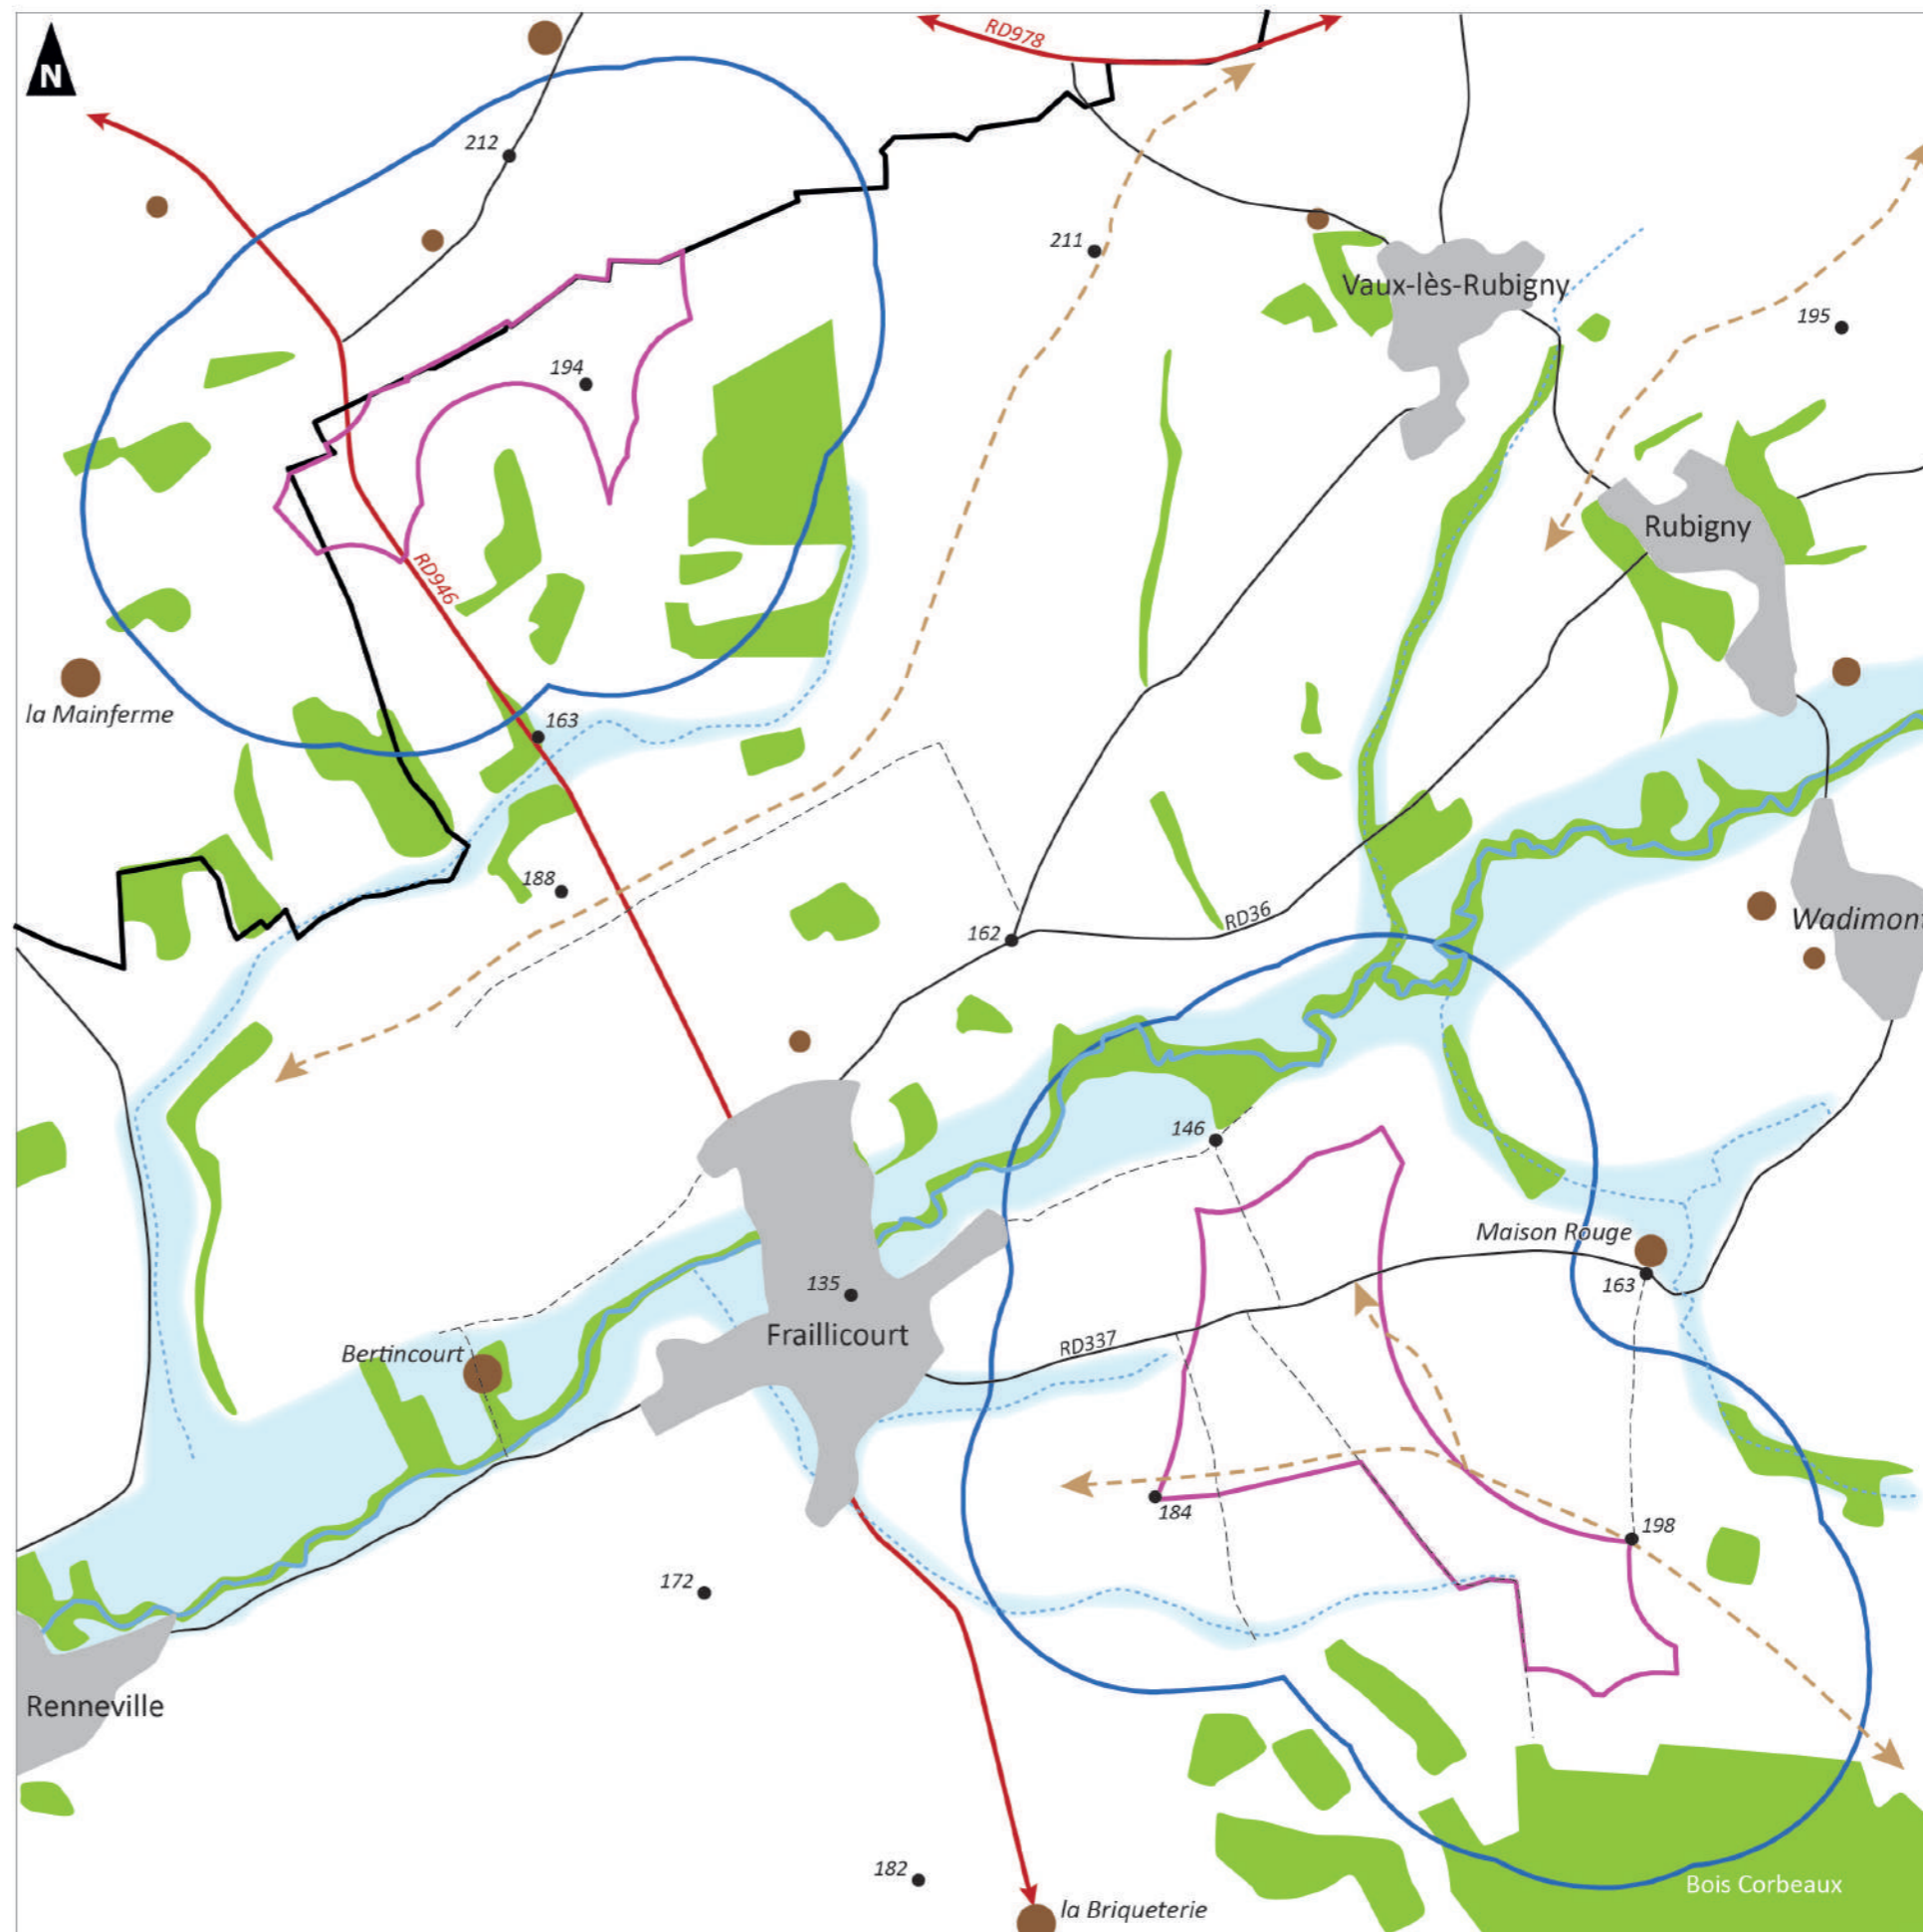 N
RD978
212
211
Vaux-lès-Rubigny
195
194
Rubigny
RD946
la Mainferme
163
188
RD36
162
Wadimont
146
Maison Rouge
163
135
Fraillicourt
RD337
Bertincourt
184
198
172
Renneville
182
Bois Corbeaux
la Briqueterie